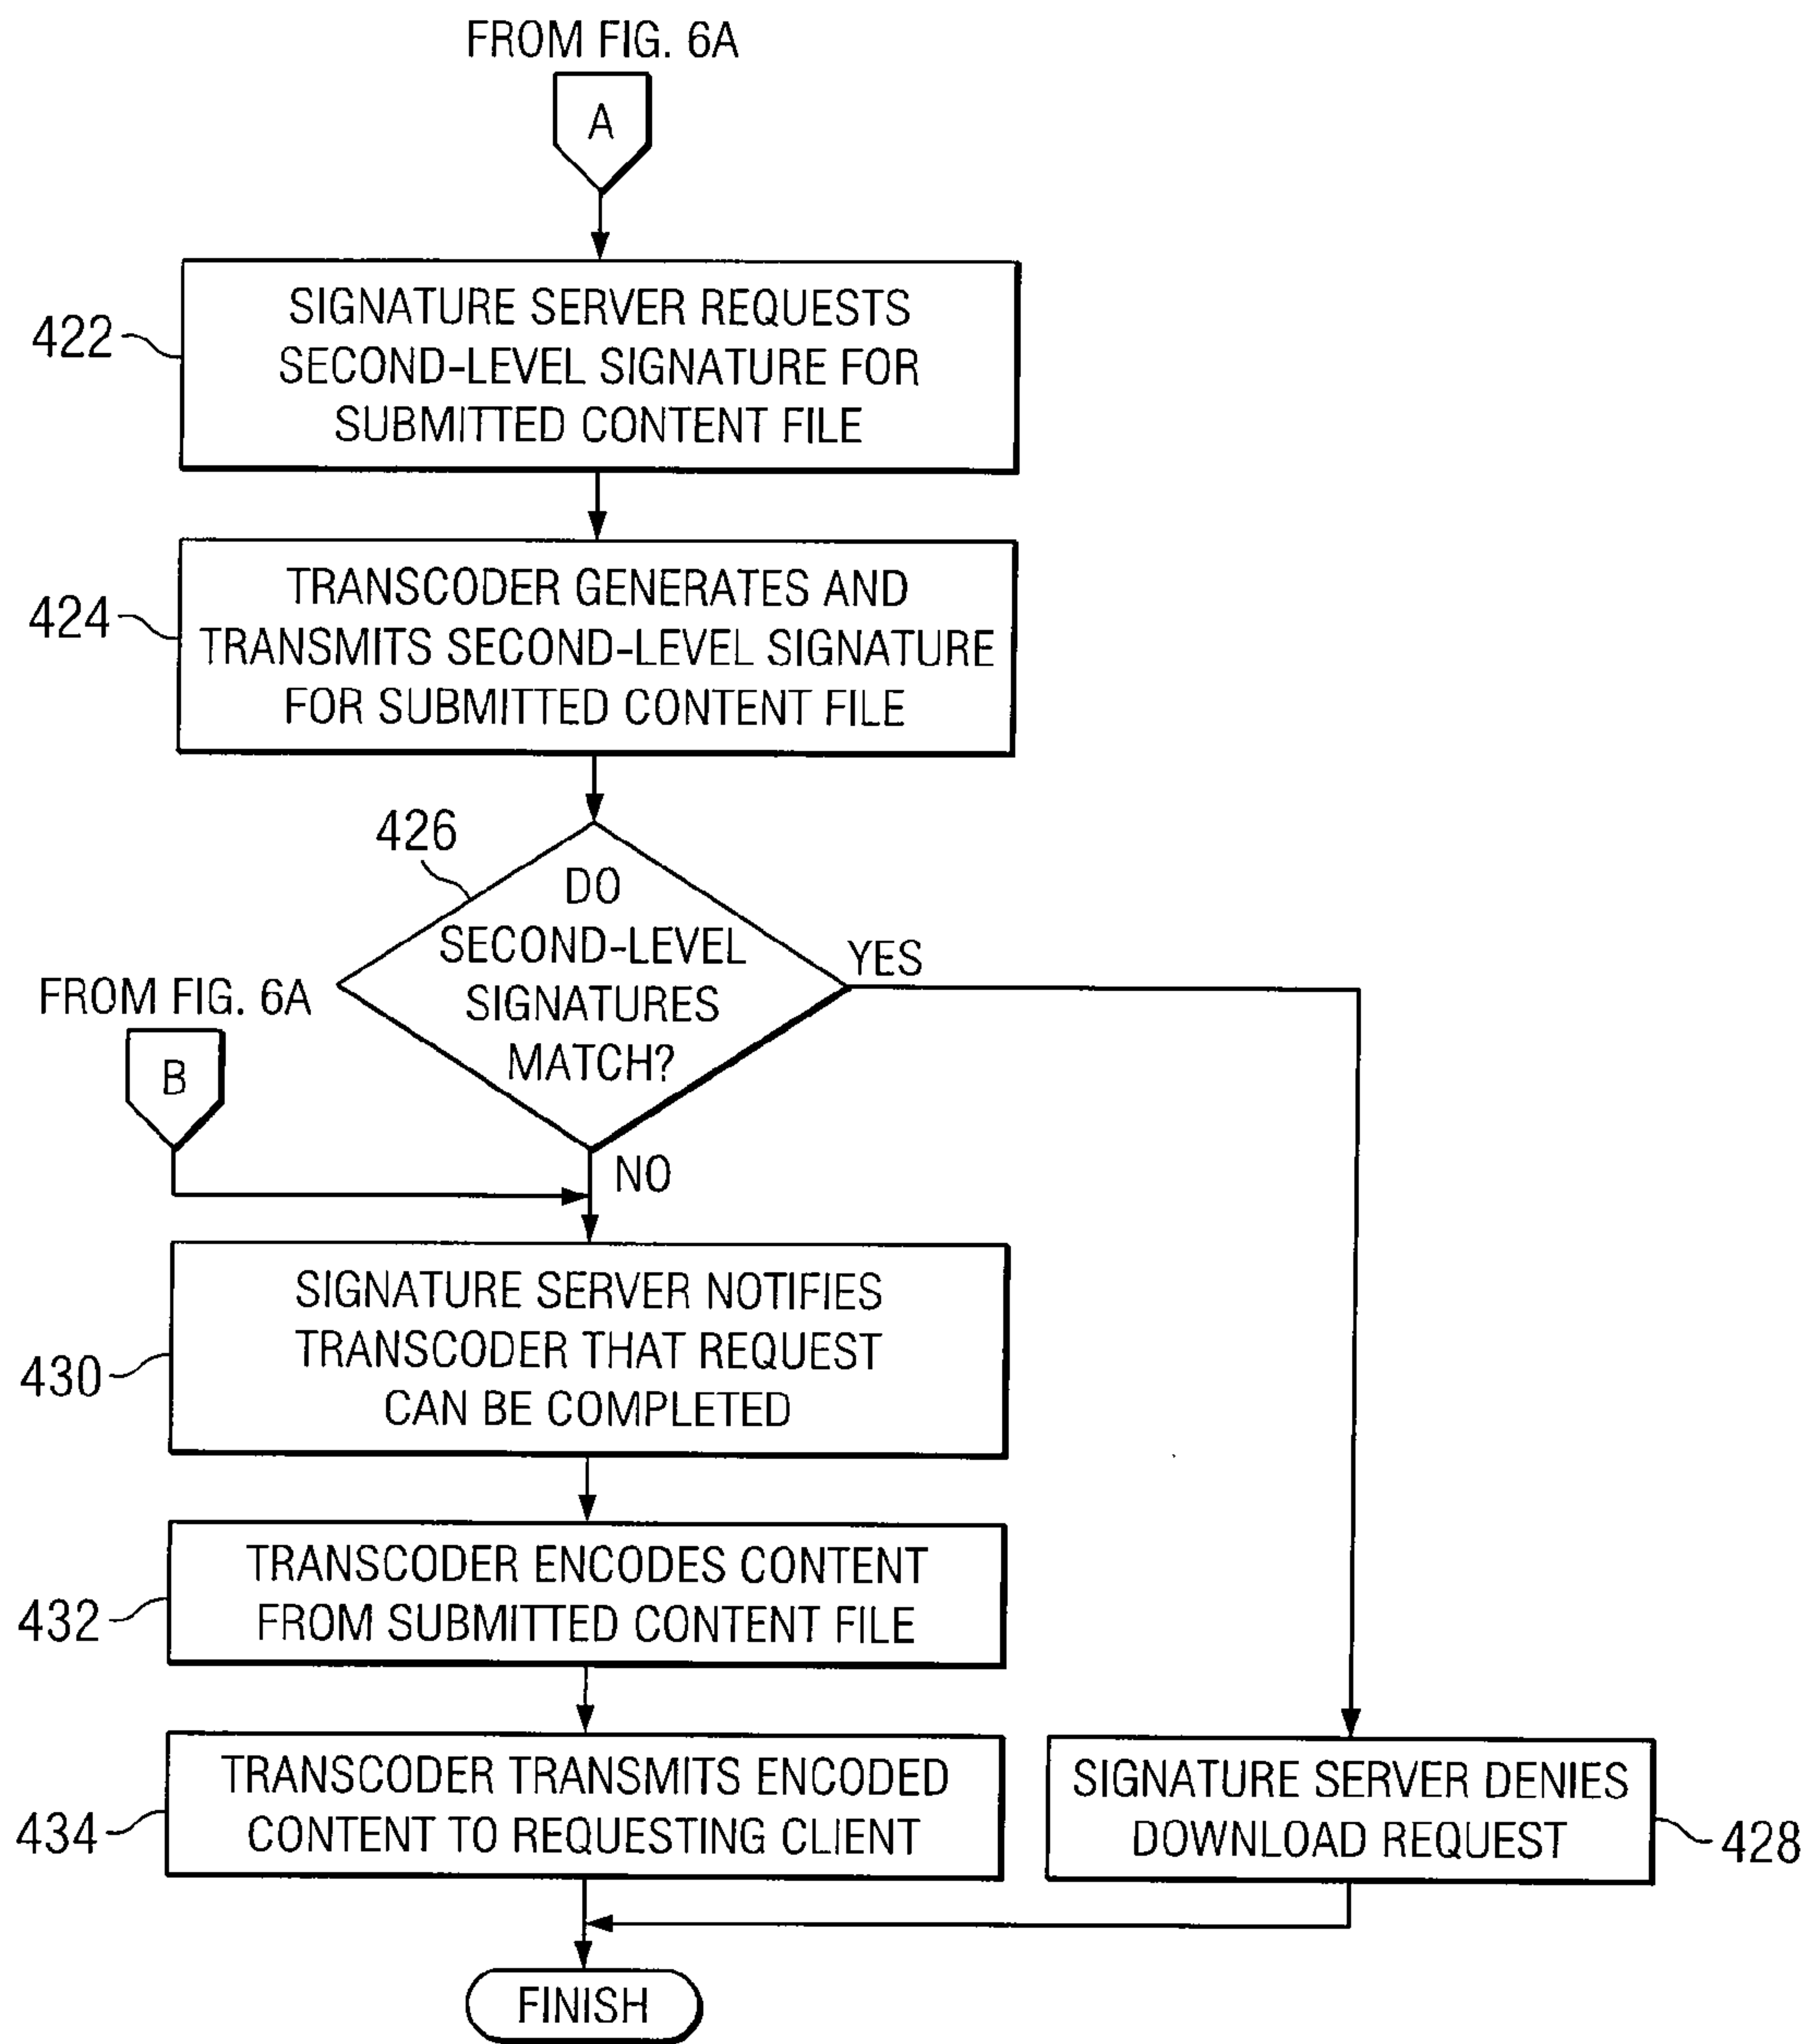 FROM FIG. 6A
A
422
SIGNATURE SERVER REQUESTS
SECOND-LEVEL SIGNATURE FOR
SUBMITTED CONTENT FILE
424
TRANSCODER GENERATES AND
TRANSMITS SECOND-LEVEL SIGNATURE
FOR SUBMITTED CONTENT FILE
426
DO
SECOND-LEVEL
SIGNATURES
MATCH?
YES
FROM FIG. 6A
B
NO
430
SIGNATURE SERVER NOTIFIES
TRANSCODER THAT REQUEST
CAN BE COMPLETED
432
TRANSCODER ENCODES CONTENT
FROM SUBMITTED CONTENT FILE
434
TRANSCODER TRANSMITS ENCODED
CONTENT TO REQUESTING CLIENT
SIGNATURE SERVER DENIES
DOWNLOAD REQUEST
428
FINISH